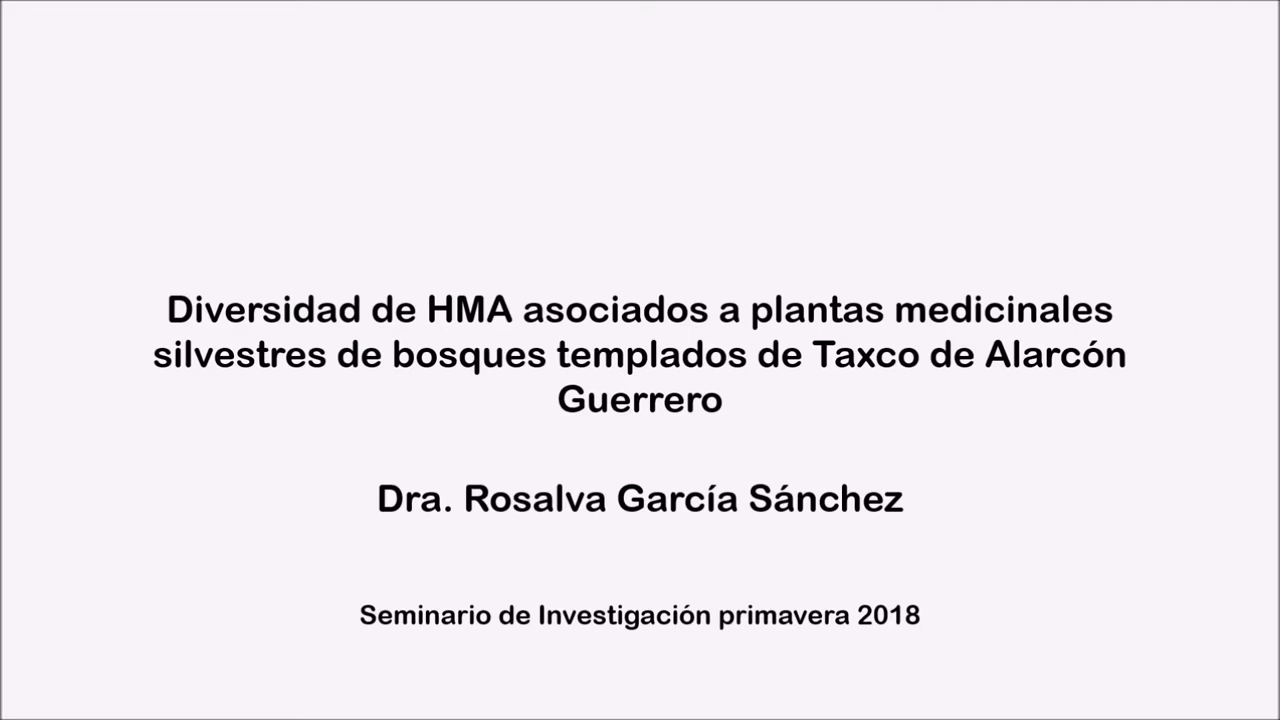 Diversidad de HMA asociados a plantas medicinales
silvestres de bosques templados de Taxco de Alarcón
Guerrero
Dra. Rosalva García Sánchez
Seminario de Investigación primavera 2018